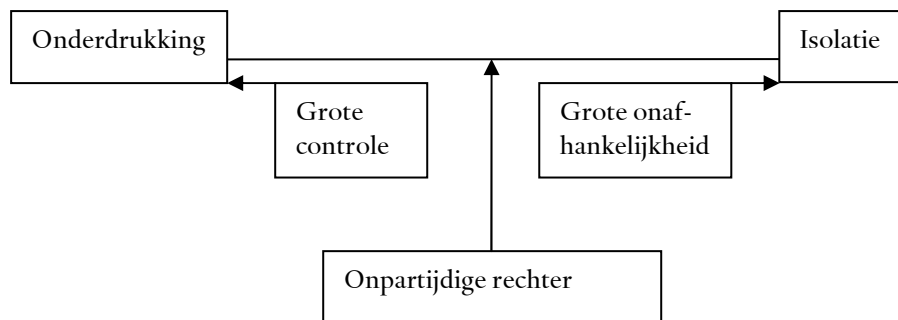 Onderdrukking
Isolatie
Grote
controle
Grote onaf-
hankelijkheid
Onpartijdige rechter